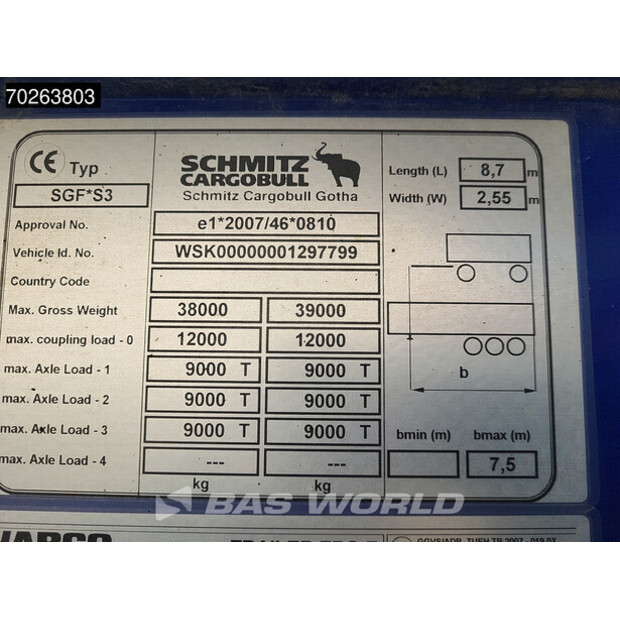 70263803
CE Typ
SGF*S3
SCHMITZ
CARGOBULL
Schmitz Cargobull Gotha
Length (L) 8,7 m
Width (W) 2,55 m
Approval No. e1*2007/46*0810
Vehicle Id. No. WSK00000001297799
Country Code
Max. Gross Weight 38000 39000
max. coupling load - 0 12000 12000
max. Axle Load - 1 9000 T 9000 T
max. Axle Load - 2 9000 T 9000 T
max. Axle Load - 3 9000 T 9000 T
max. Axle Load - 4 --- ---
kg kg
b
bmin (m) bmax (m)
7,5
BAS WORLD